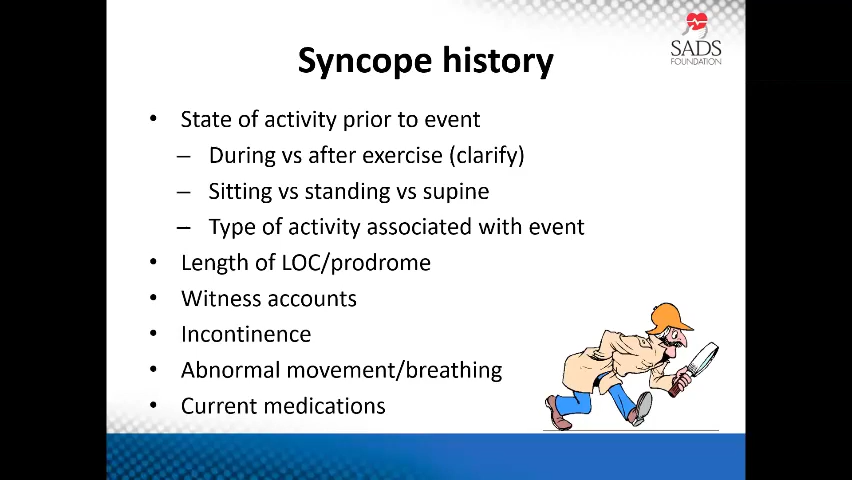 SADS
FOUNDATION
Syncope history
• State of activity prior to event
– During vs after exercise (clarify)
– Sitting vs standing vs supine
– Type of activity associated with event
• Length of LOC/prodrome
• Witness accounts
• Incontinence
• Abnormal movement/breathing
• Current medications